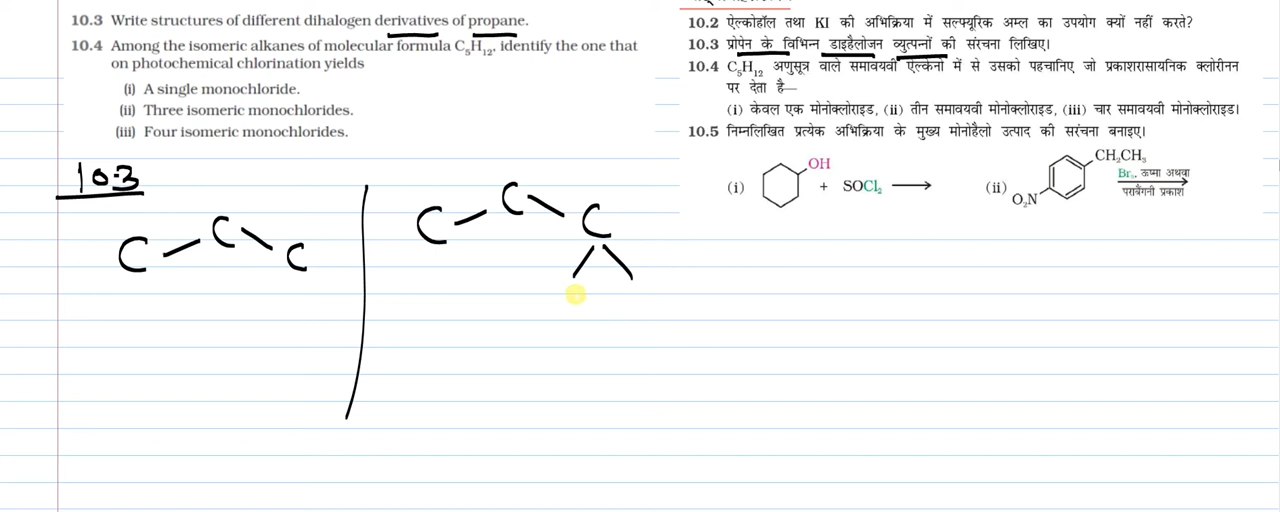 10.3 Write structures of different dihalogen derivatives of propane.
10.4 Among the isomeric alkanes of molecular formula C₅H₁₂, identify the one that
on photochemical chlorination yields
(i) A single monochloride.
(ii) Three isomeric monochlorides.
(iii) Four isomeric monochlorides.
10.3
C C C
C C C
10.2 ऐल्कोहॉल तथा KI की अभिक्रिया में सल्फ्यूरिक अम्ल का उपयोग क्यों नहीं करते?
10.3 प्रोपेन के विभिन्न डाइहैलोजन व्युत्पन्नों की संरचना लिखिए।
10.4 C₅H₁₂ अणुसूत्र वाले समावयवी ऐल्केनों में से उसको पहचानिए जो प्रकाशरासायनिक क्लोरीनन
पर देता है—
(i) केवल एक मोनोक्लोराइड, (ii) तीन समावयवी मोनोक्लोराइड, (iii) चार समावयवी मोनोक्लोराइड।
10.5 निम्नलिखित प्रत्येक अभिक्रिया के मुख्य मोनोहैलो उत्पाद की सरंचना बनाइए।
(i) OH + SOCl₂
(ii) O₂N CH₂CH₃ Br₂, ऊष्मा अथवा
पराबैंगनी प्रकाश